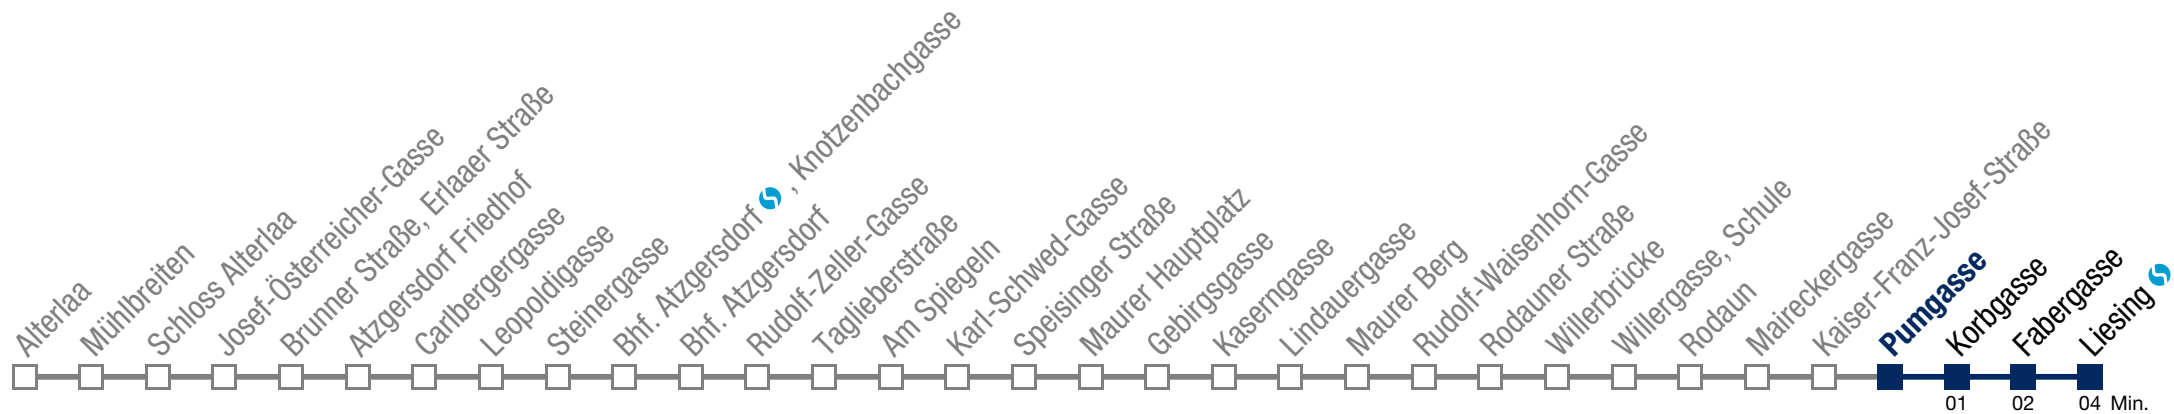 Alterlaa
Mühlbreiten
Schloss Alterlaa
Josef-Österreicher-Gasse
Brunner Straße, Erlaaer Straße
Atzgersdorf Friedhof
Carlbergergasse
Leopoldigasse
Steinergasse
Bhf. Atzgersdorf , Knotzenbachgasse
Bhf. Atzgersdorf
Rudolf-Zeller-Gasse
Taglieberstraße
Am Spiegeln
Karl-Schwed-Gasse
Speisinger Straße
Maurer Hauptplatz
Gebirgsgasse
Kaserngasse
Lindauergasse
Maurer Berg
Rudolf-Waisenhorn-Gasse
Rodauner Straße
Willerbrücke
Willergasse, Schule
Rodaun
Maireckergasse
Kaiser-Franz-Josef-Straße
Pumgasse
Korbgasse
Fabergasse
Liesing
01 02 04 Min.